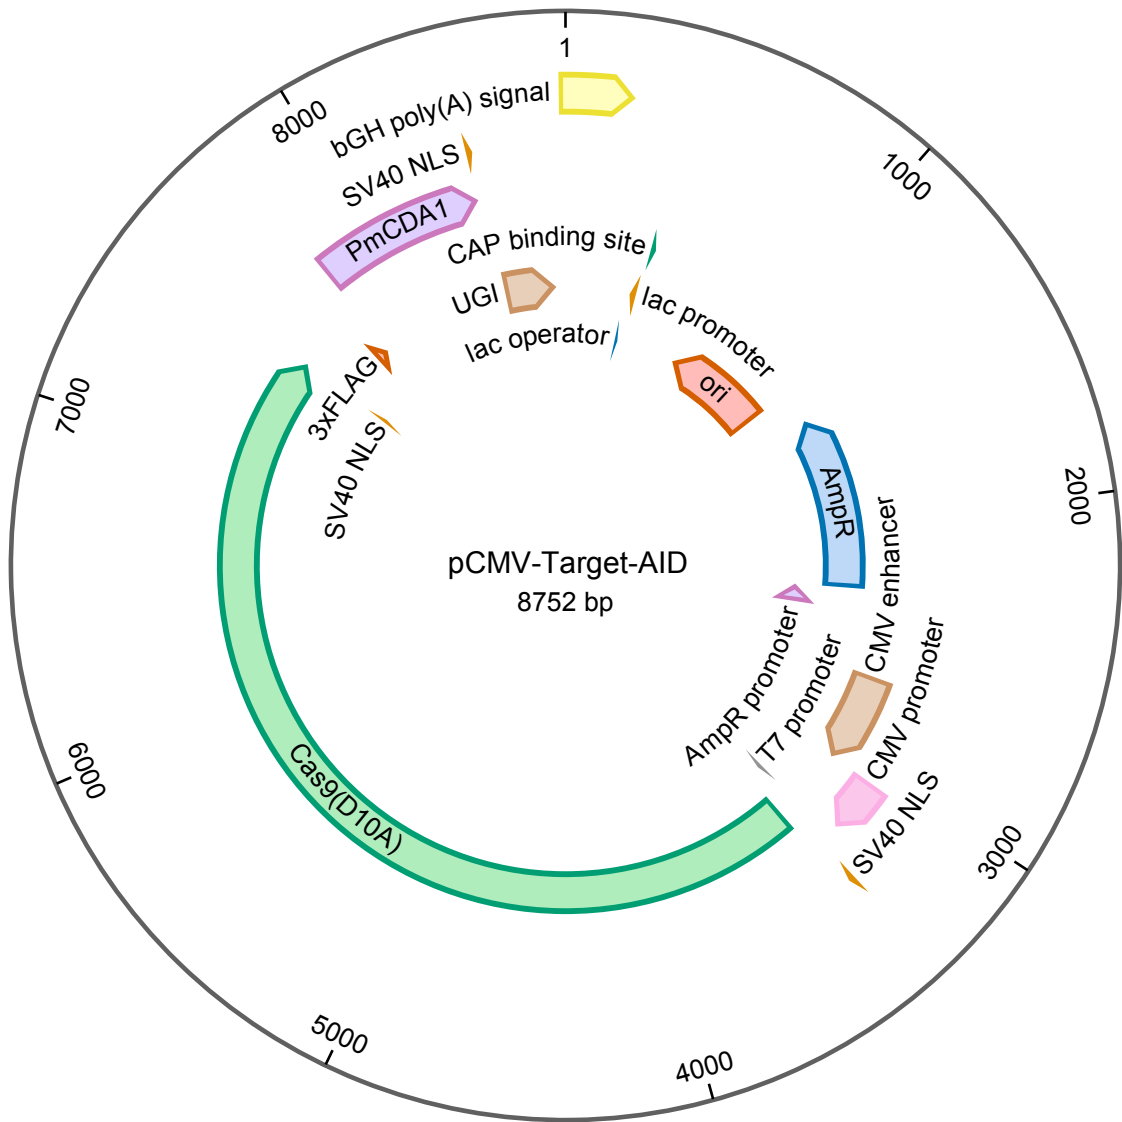 1
bGH poly(A) signal
8000
SV40 NLS
1000
PmCDA1
CAP binding site
UGI
lac promoter
lac operator
ori
7000
3xFLAG
AmpR
2000
SV40 NLS
CMV enhancer
pCMV-Target-AID
8752 bp
AmpR promoter
T7 promoter
CMV promoter
SV40 NLS
6000
Cas9(D10A)
3000
5000
4000